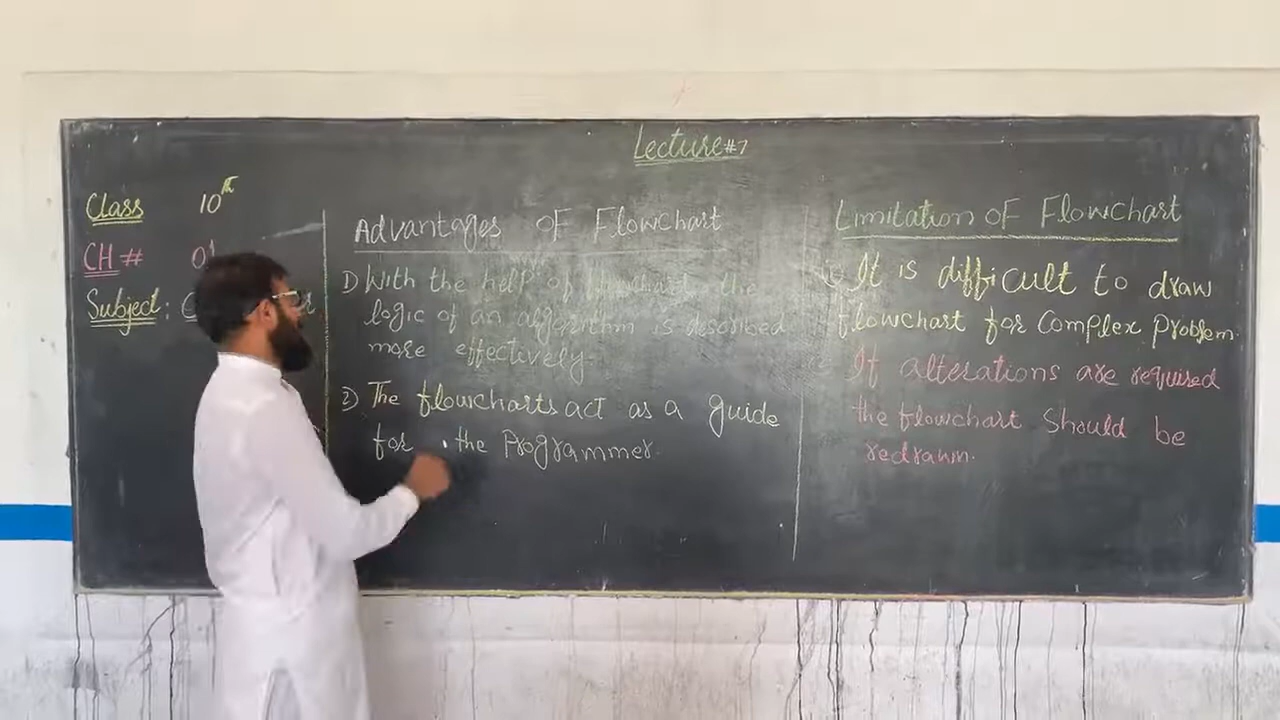 Lecture#7
Class 10th
CH# 01
Subject:
Advantages OF Flowchart
1) With the help of flowchart the
logic of an algorithm is described
more effectively.
2) The flowcharts act as a guide
for the Programmer.
Limitation OF Flowchart
It is difficult to draw
flowchart for Complex Problem.
If alterations are required
the flowchart Should be
redrawn.